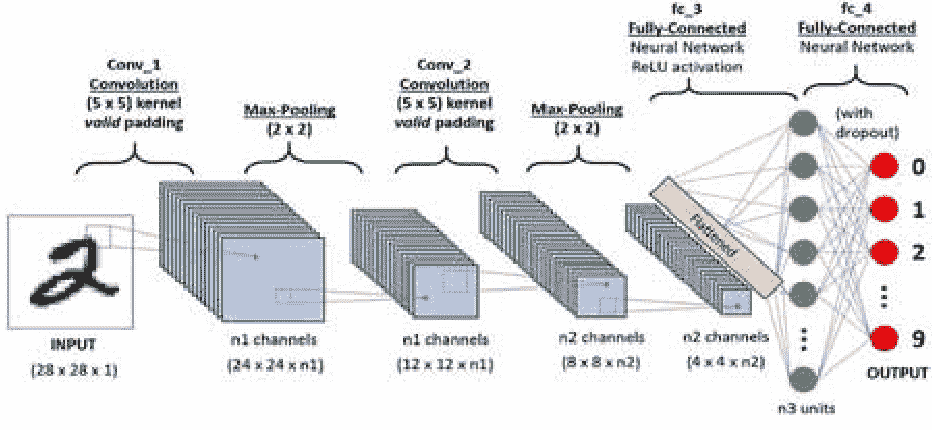 fc_3
Fully-Connected
Neural Network
ReLU activation
fc_4
Fully-Connected
Neural Network
Conv_1
Convolution
(5 x 5) kernel
valid padding
Max-Pooling
(2 x 2)
Conv_2
Convolution
(5 x 5) kernel
valid padding
Max-Pooling
(2 x 2)
(with
dropout)
Flattened
0
1
2
9
INPUT
(28 x 28 x 1)
n1 channels
(24 x 24 x n1)
n1 channels
(12 x 12 x n1)
n2 channels
(8 x 8 x n2)
n2 channels
(4 x 4 x n2)
OUTPUT
n3 units